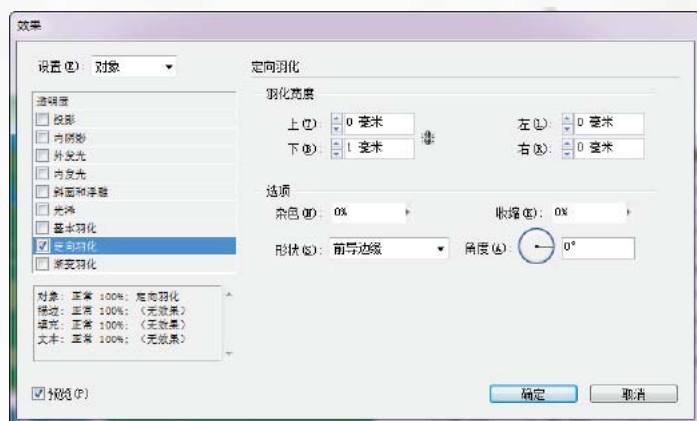 效果
设置(E): 对象
透明度
投影
内阴影
外发光
内发光
斜面和浮雕
光泽
基本羽化
定向羽化
渐变羽化
对象: 正常 100%; 定向羽化
描边: 正常 100%; (无效果)
填充: 正常 100%; (无效果)
文本: 正常 100%; (无效果)
预览(P)
定向羽化
羽化宽度
上(T): 0 毫米 左(L): 0 毫米
下(B): 1 毫米 右(R): 0 毫米
选项
杂色(N): 0% 收缩(C): 0%
形状(S): 前导边缘 角度(A): 0°
确定 取消